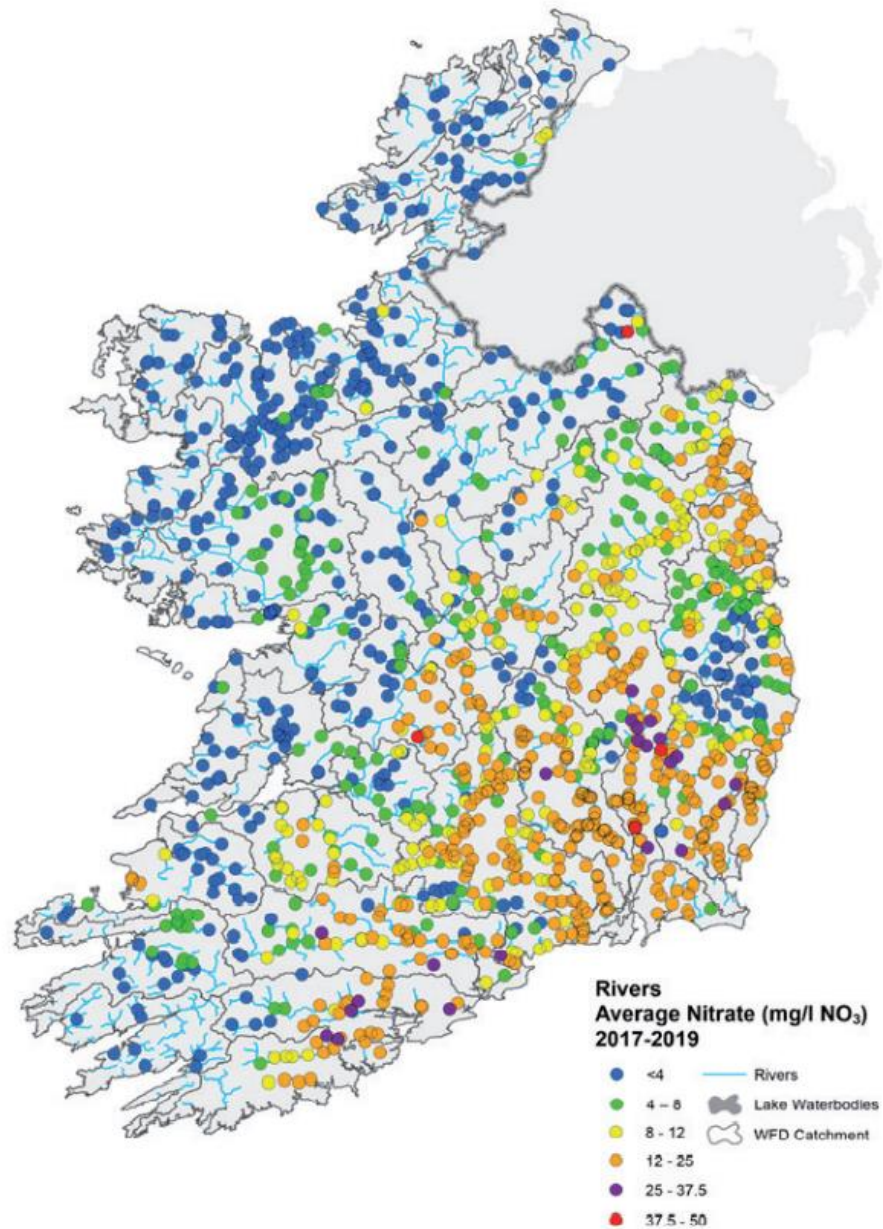 Rivers
Average Nitrate (mg/l NO₃)
2017-2019
<4
4 – 8
8 - 12
12 - 25
25 - 37.5
37.5 - 50
Rivers
Lake Waterbodies
WFD Catchment